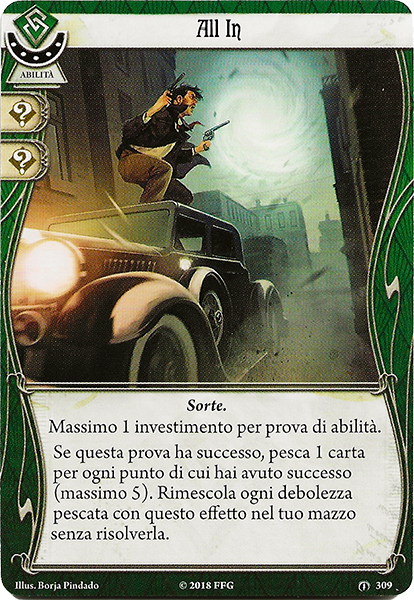 All In
ABILITÀ
?
?
Sorte.
Massimo 1 investimento per prova di abilità.
Se questa prova ha successo, pesca 1 carta
per ogni punto di cui hai avuto successo
(massimo 5). Rimescola ogni debolezza
pescata con questo effetto nel tuo mazzo
senza risolverla.
Illus. Borja Pindado © 2018 FFG 309